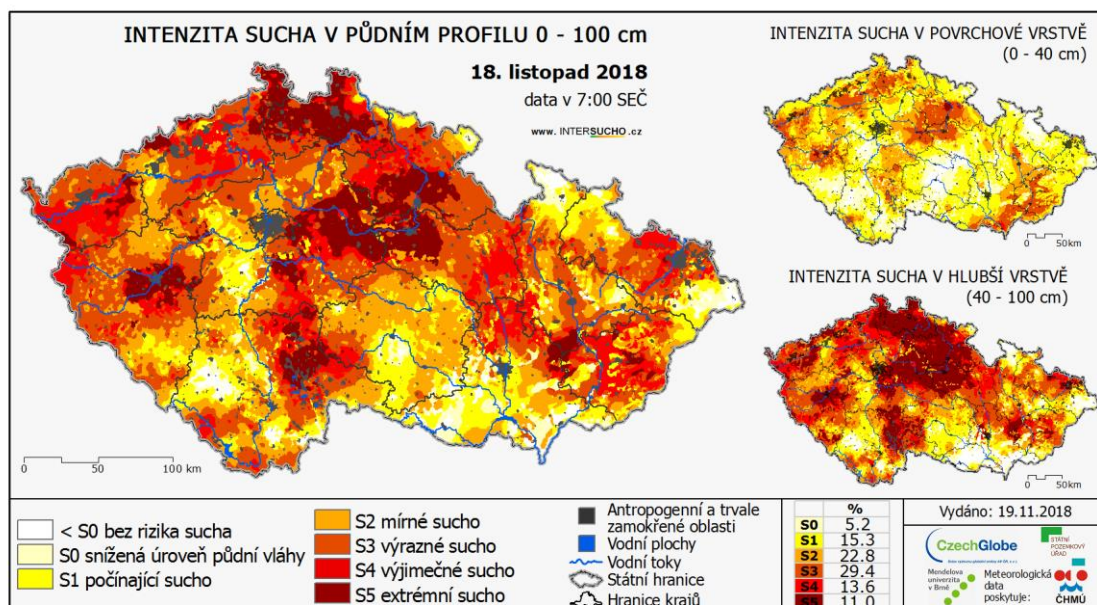 INTENZITA SUCHA V PŮDNÍM PROFILU 0 - 100 cm
18. listopad 2018
data v 7:00 SEČ
www. INTERSUCHO .cz
INTENZITA SUCHA V POVRCHOVÉ VRSTVĚ
(0 - 40 cm)
0 50km
INTENZITA SUCHA V HLUBŠÍ VRSTVĚ
(40 - 100 cm)
0 50km
0 50 100 km
< S0 bez rizika sucha
S0 snížená úroveň půdní vláhy
S1 počínající sucho
S2 mírné sucho
S3 výrazné sucho
S4 výjimečné sucho
S5 extrémní sucho
Antropogenní a trvale
zamokřené oblasti
Vodní plochy
Vodní toky
Státní hranice
Hranice krajů
%
S0 5.2
S1 15.3
S2 22.8
S3 29.4
S4 13.6
S5 11.0
Vydáno: 19.11.2018
CzechGlobe
STÁTNÍ
POZEMKOVÝ
ÚŘAD
Mendelova
univerzita
v Brně
Meteorologická
data
poskytuje:
ČHMÚ